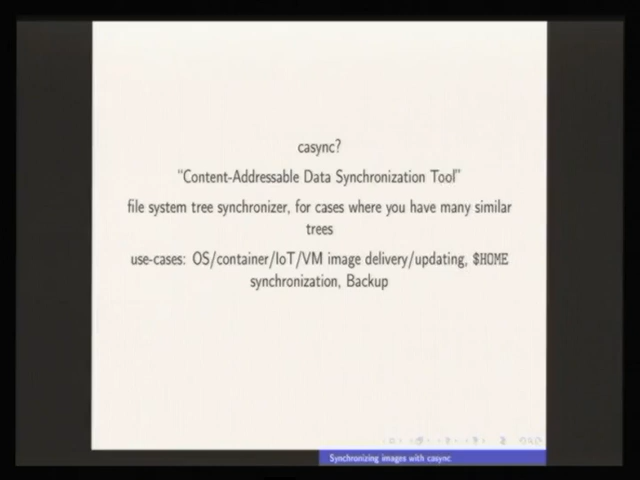 casync?
“Content-Addressable Data Synchronization Tool”
file system tree synchronizer, for cases where you have many similar
trees
use-cases: OS/container/IoT/VM image delivery/updating, $HOME
synchronization, Backup
Synchronizing images with casync